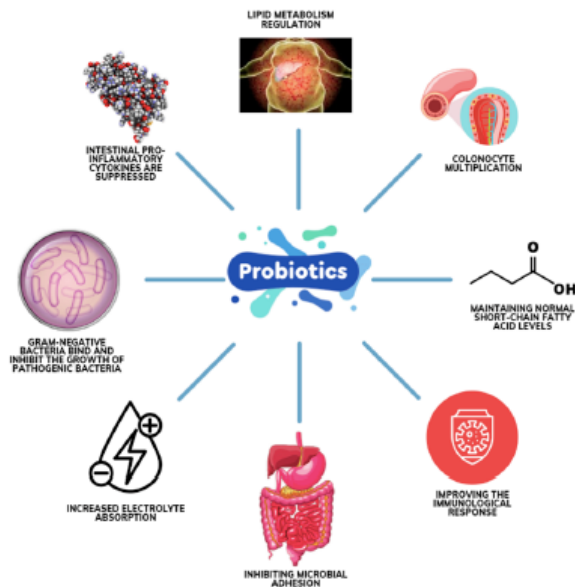 LIPID METABOLISM
REGULATION
INTESTINAL PRO-
INFLAMMATORY
CYTOKINES ARE
SUPPRESSED
COLONOCYTE
MULTIPLICATION
Probiotics
O
OH
GRAM-NEGATIVE
BACTERIA BIND AND
INHIBIT THE GROWTH OF
PATHOGENIC BACTERIA
MAINTAINING NORMAL
SHORT-CHAIN FATTY
ACID LEVELS
INCREASED ELECTROLYTE
ABSORPTION
IMPROVING THE
IMMUNOLOGICAL
RESPONSE
INHIBITING MICROBIAL
ADHESION